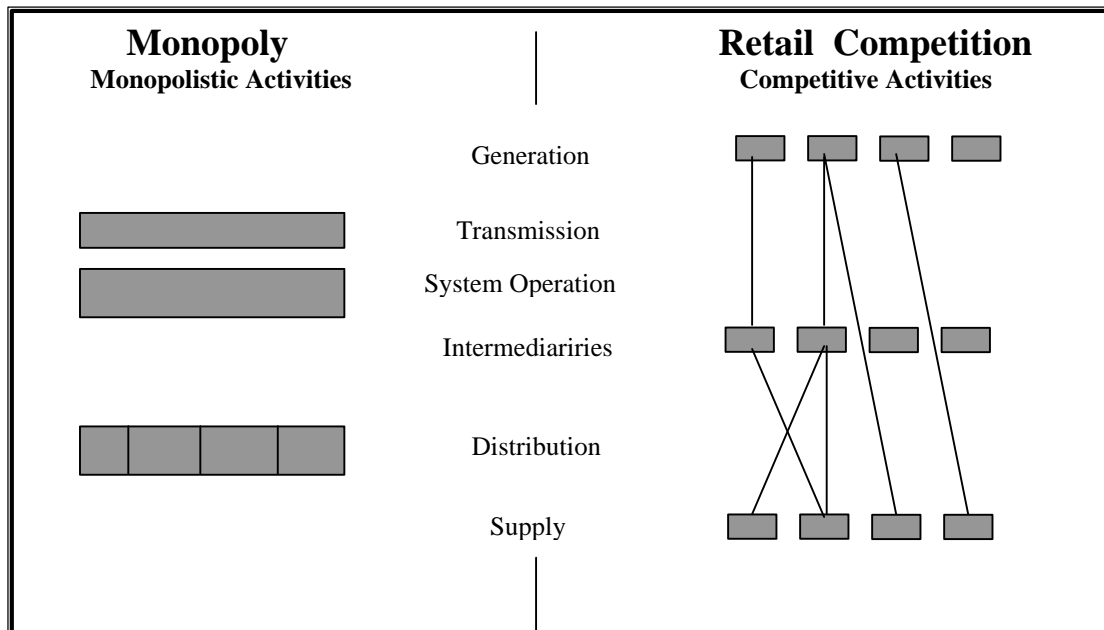 Monopoly
Monopolistic Activities
Retail Competition
Competitive Activities
Generation
Transmission
System Operation
Intermediariries
Distribution
Supply